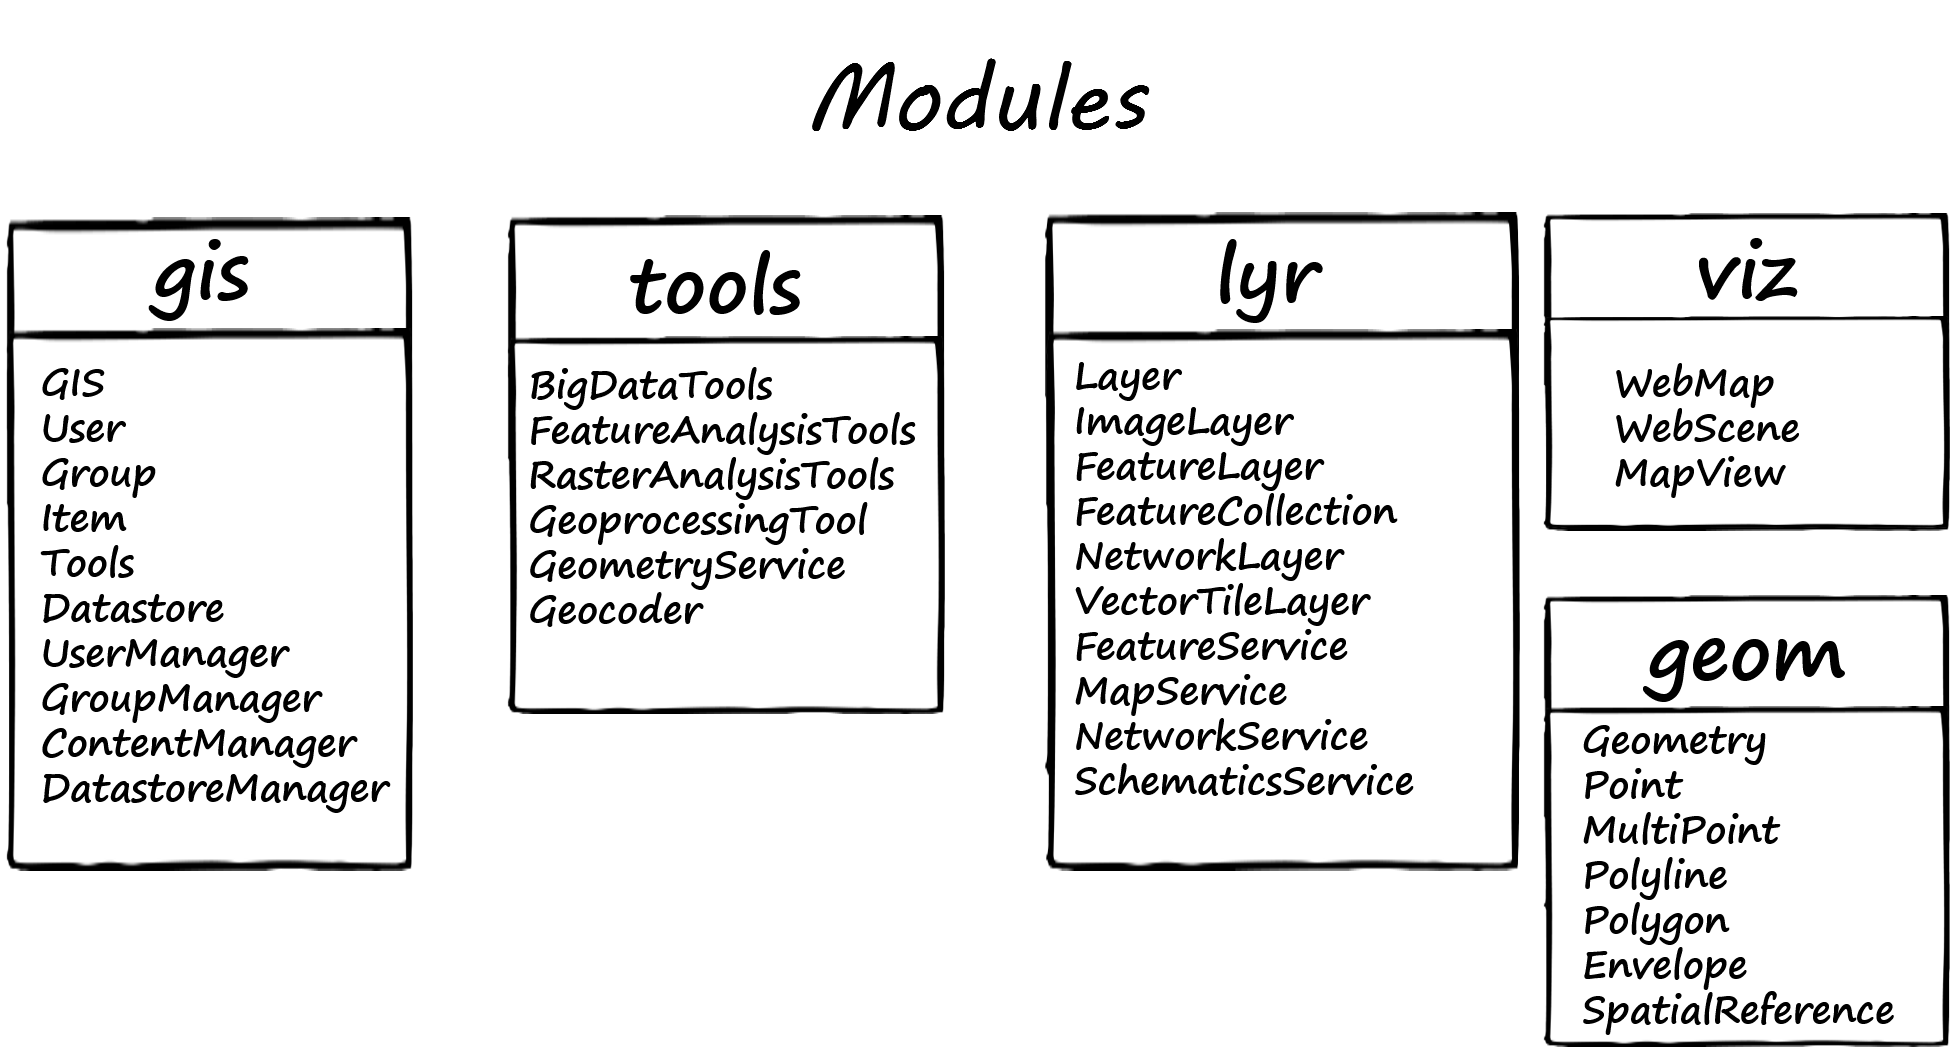 Modules
gis
GIS
User
Group
Item
Tools
Datastore
UserManager
GroupManager
ContentManager
DatastoreManager
tools
BigDataTools
FeatureAnalysisTools
RasterAnalysisTools
GeoprocessingTool
GeometryService
Geocoder
lyr
Layer
ImageLayer
FeatureLayer
FeatureCollection
NetworkLayer
VectorTileLayer
FeatureService
MapService
NetworkService
SchematicsService
viz
WebMap
WebScene
MapView
geom
Geometry
Point
MultiPoint
Polyline
Polygon
Envelope
SpatialReference